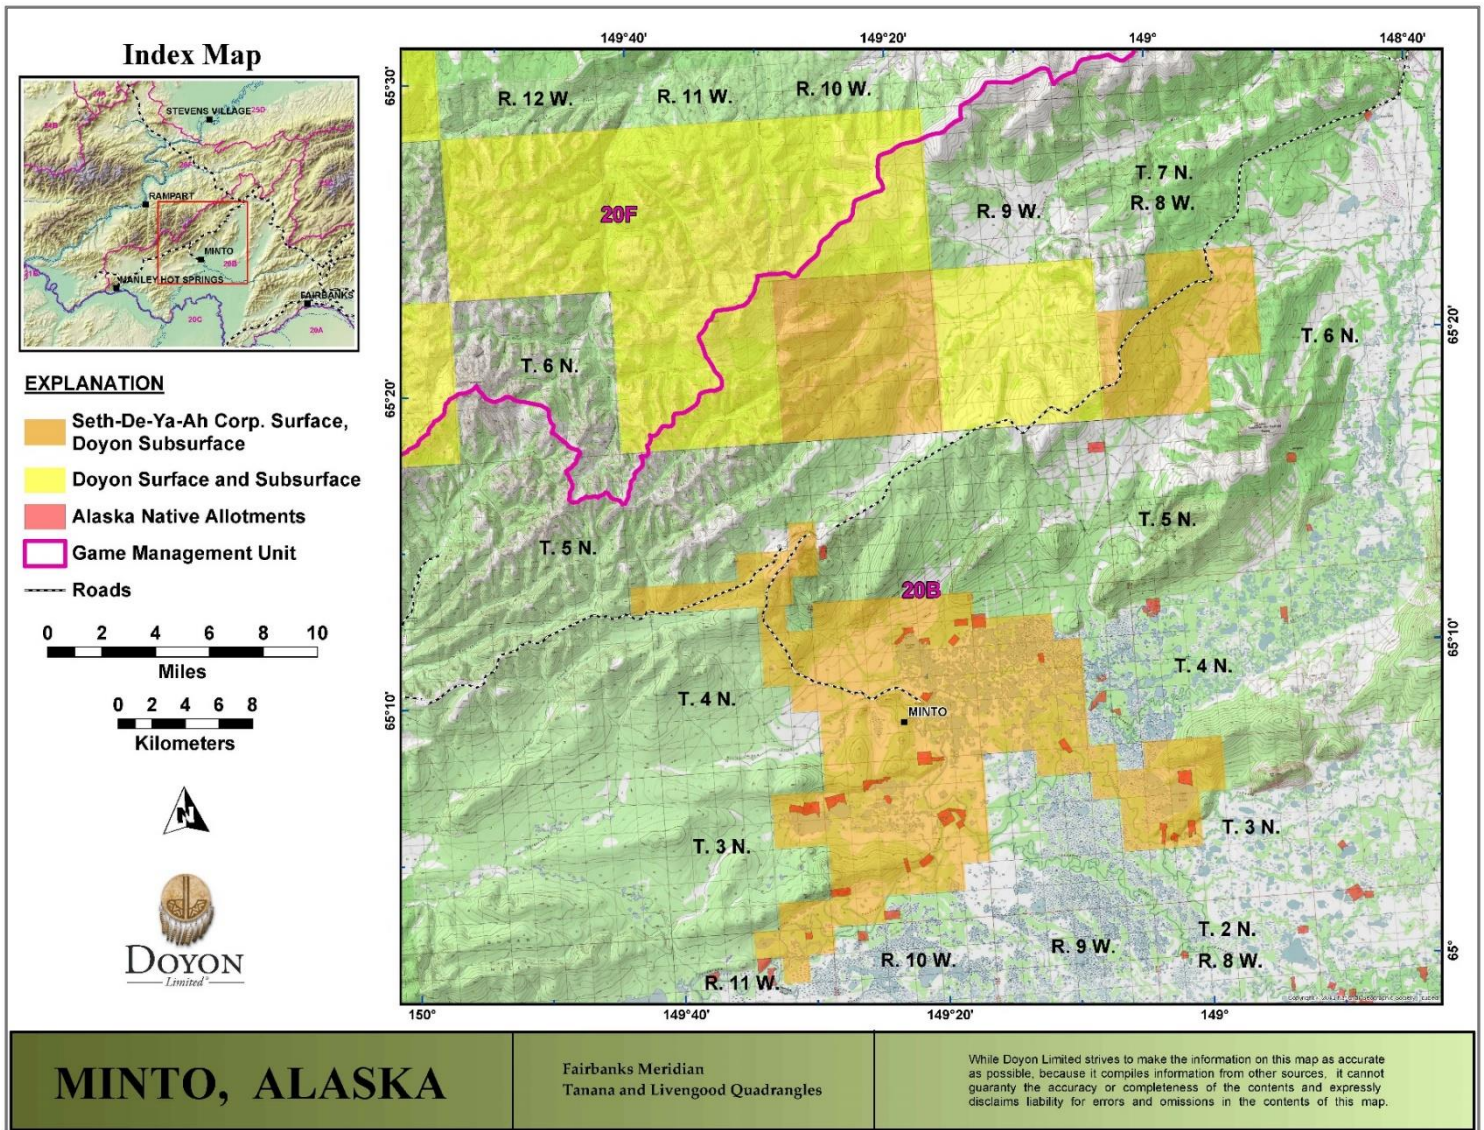 Index Map
STEVENS VILLAGE
25D
RAMPART
MINTO
20B
MANLEY HOT SPRINGS
FAIRBANKS
20C
20A
EXPLANATION
Seth-De-Ya-Ah Corp. Surface,
Doyon Subsurface
Doyon Surface and Subsurface
Alaska Native Allotments
Game Management Unit
Roads
0 2 4 6 8 10
Miles
0 2 4 6 8
Kilometers
N
DOYON
Limited
149°40' 149°20' 149° 148°40'
65°30'
R. 12 W. R. 11 W. R. 10 W.
T. 7 N.
R. 9 W. R. 8 W.
20F
65°20'
T. 6 N. T. 6 N.
65°20'
T. 5 N. T. 5 N.
20B
65°10'
T. 4 N. T. 4 N.
65°10'
MINTO
T. 3 N. T. 3 N.
T. 2 N.
R. 11 W. R. 10 W. R. 9 W. R. 8 W.
65°
150° 149°40' 149°20' 149°
MINTO, ALASKA
Fairbanks Meridian
Tanana and Livengood Quadrangles
While Doyon Limited strives to make the information on this map as accurate
as possible, because it compiles information from other sources, it cannot
guaranty the accuracy or completeness of the contents and expressly
disclaims liability for errors and omissions in the contents of this map.